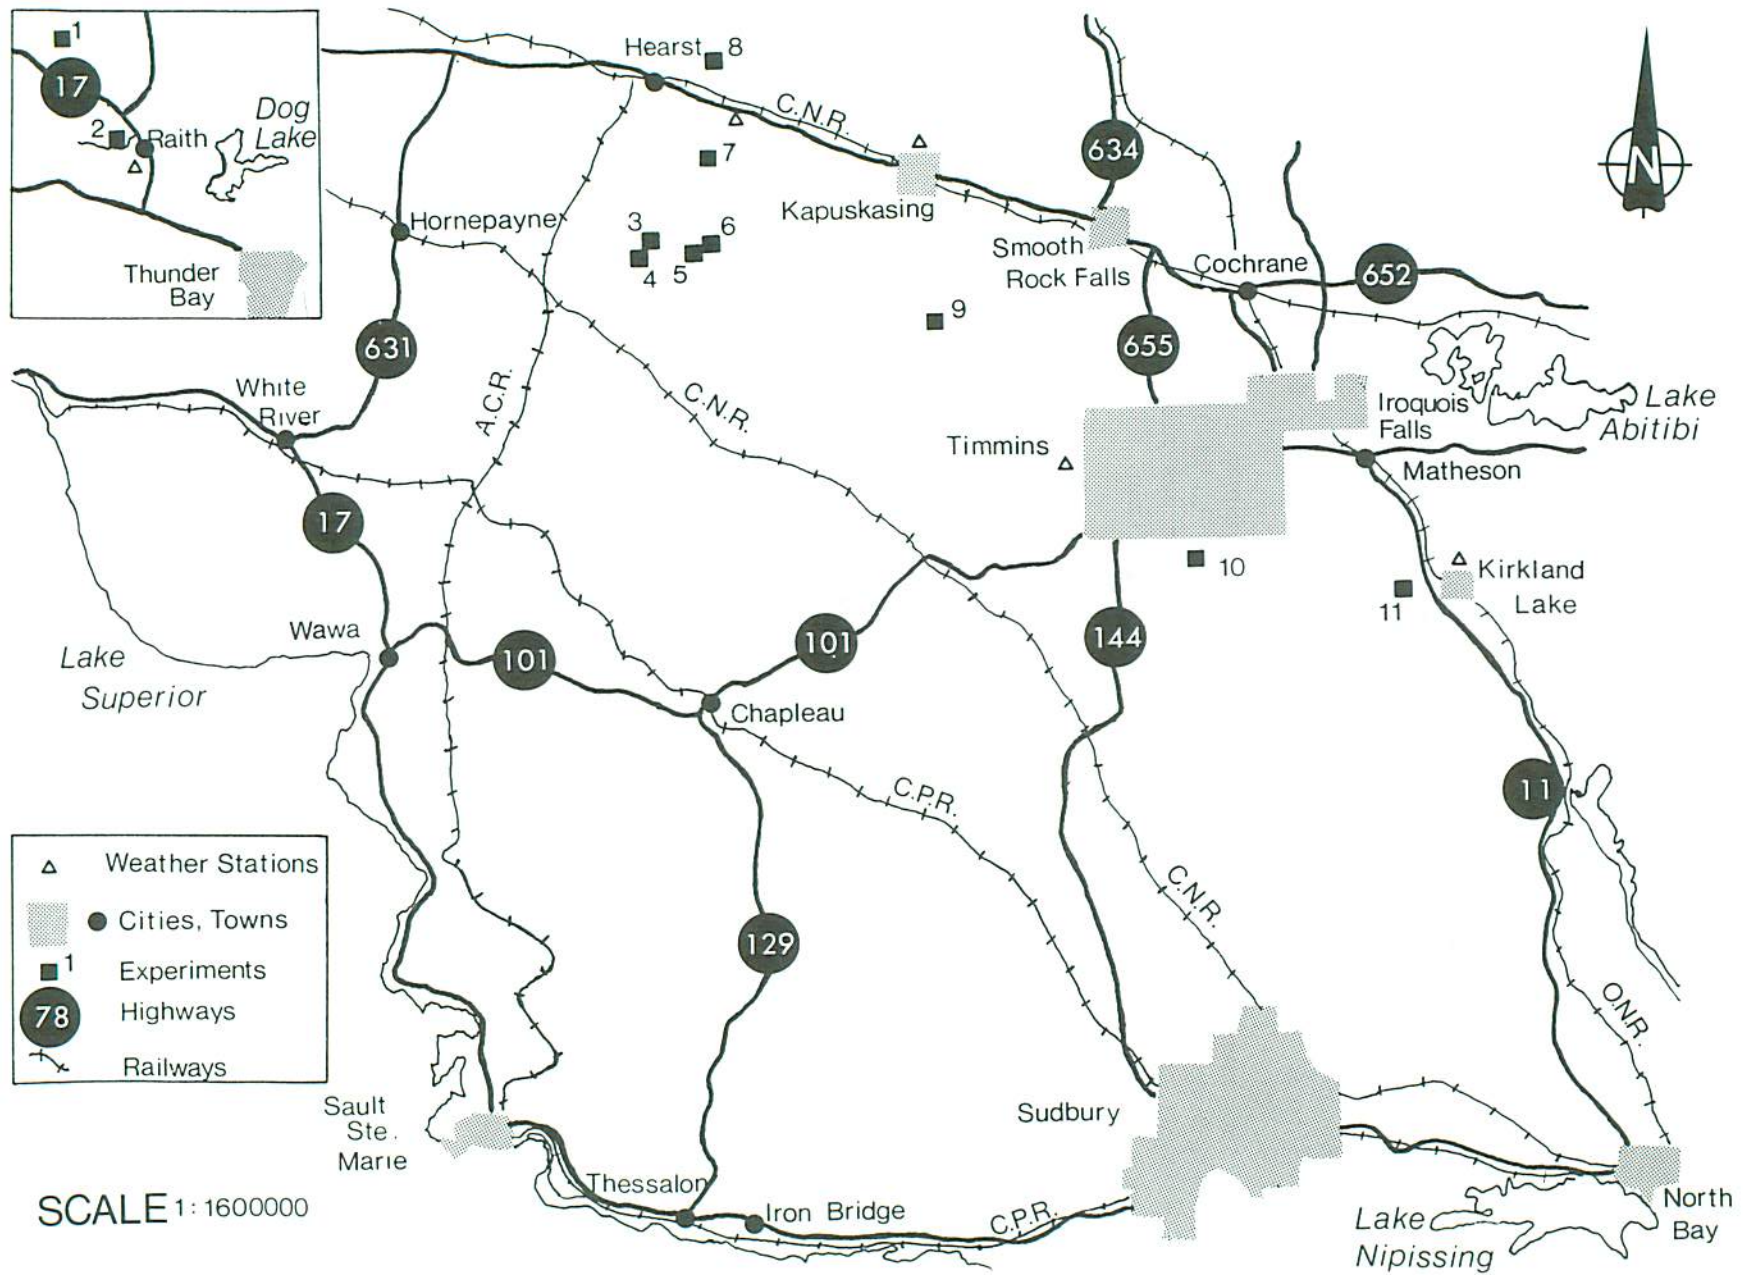 1
17
2
Raith
Dog
Lake
Thunder
Bay
Hearst
8
C.N.R.
7
634
Kapuskasing
N
Hornepayne
3
6
4
5
Smooth
Rock Falls
Cochrane
652
9
631
655
White
River
A.C.R.
C.N.R.
Iroquois
Falls
Lake
Abitibi
Timmins
Matheson
17
10
Kirkland
Lake
11
Wawa
101
101
144
Lake
Superior
Chapleau
C.P.R.
11
Weather Stations
Cities, Towns
1
Experiments
78
Highways
Railways
129
C.N.R.
O.N.R.
Sault
Ste.
Marie
Sudbury
Thessalon
Iron Bridge
C.P.R.
SCALE 1:1600000
Lake
Nipissing
North
Bay